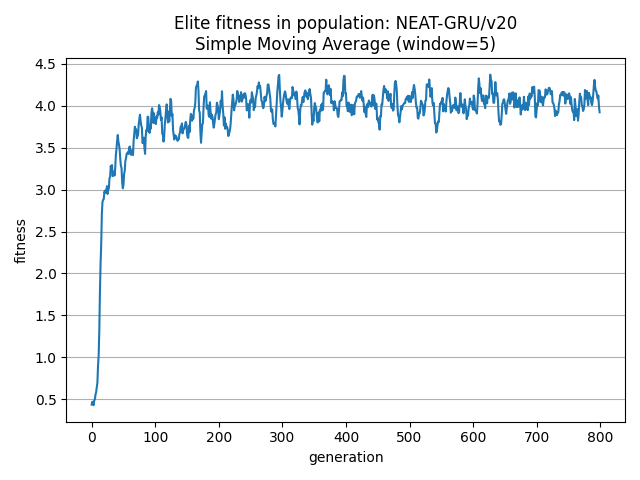 Elite fitness in population: NEAT-GRU/v20
Simple Moving Average (window=5)
4.5
4.0
3.5
3.0
2.5
2.0
1.5
1.0
0.5
fitness
0 100 200 300 400 500 600 700 800
generation